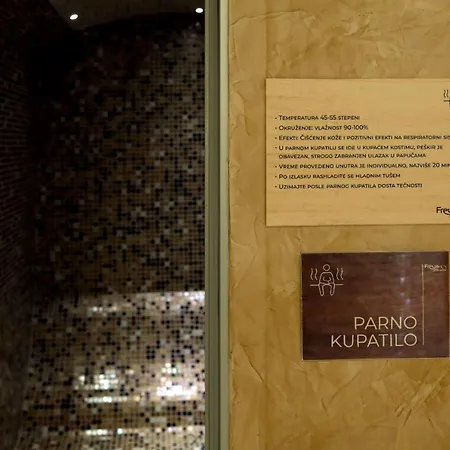 - Temperatura 45-55 stepeni
- Okruženje: vlažnost 90-100%
- Efekti: Čišćenje kože i pozitivni efekti na respiratorni
- U parnom kupatilu se ide u kupaćem kostimu, peškir je
obavezan, strogo zabranjen ulazak u papučama
- Vreme provedeno unutra je individualno, najviše 20
- Po izlasku rashladite se hladnim tušem
- Uzimajte posle parnog kupatila dosta tečnosti
PARNO
KUPATILO